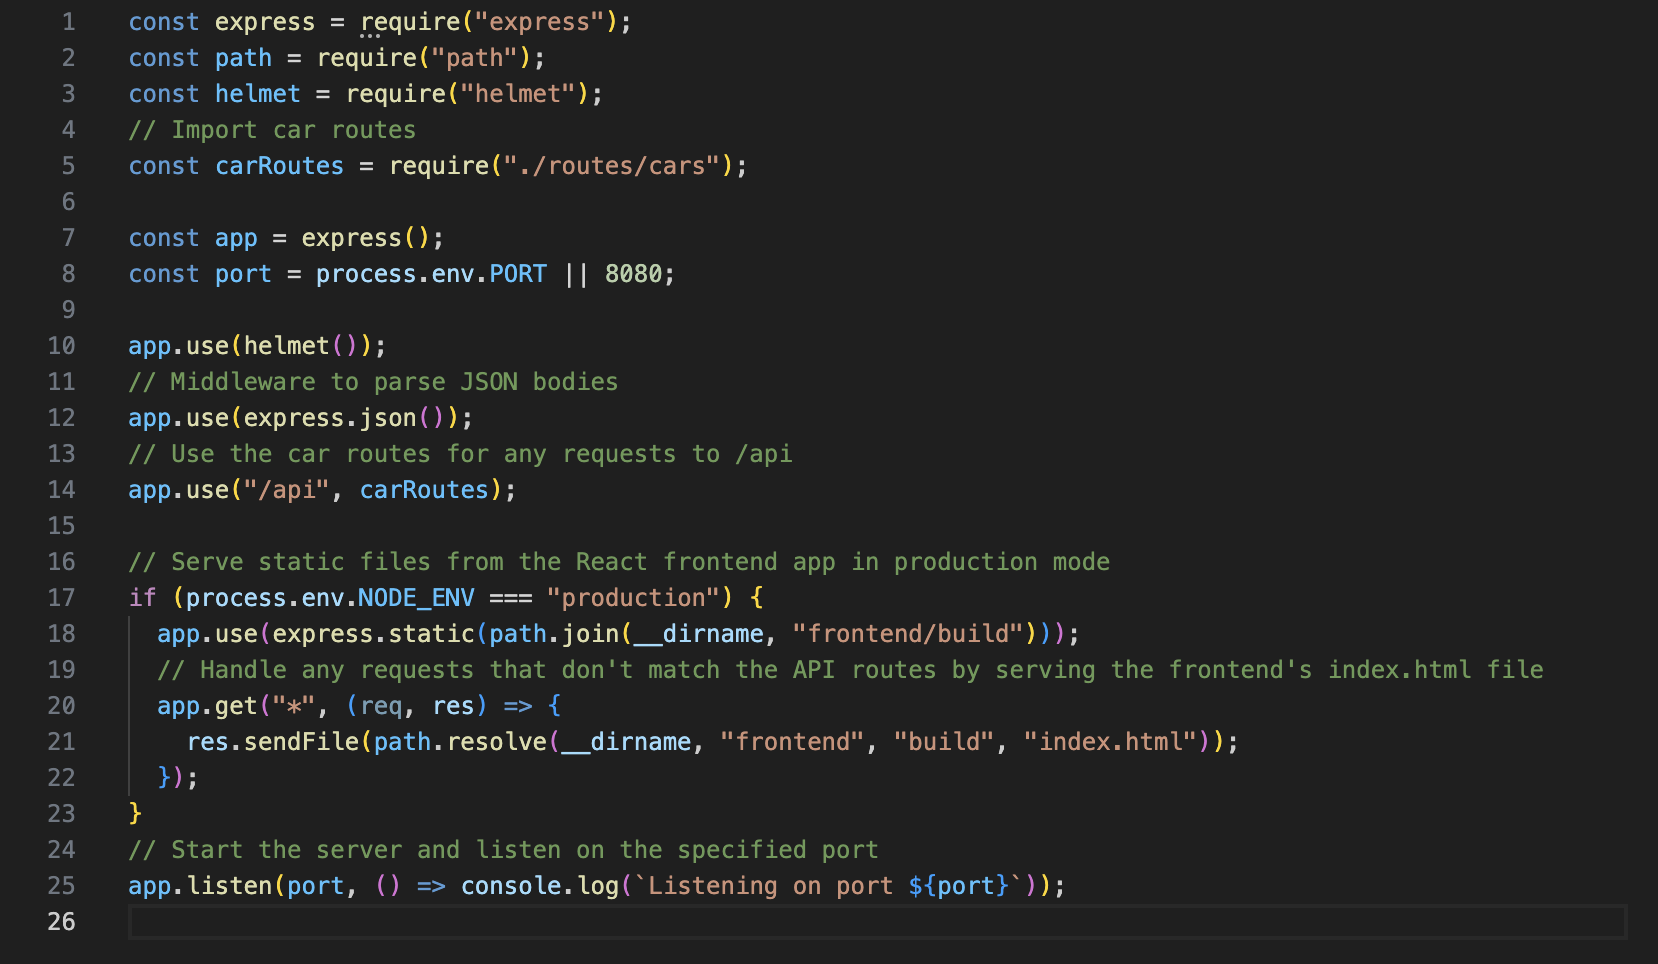 1 const express = require("express");
2 const path = require("path");
3 const helmet = require("helmet");
4 // Import car routes
5 const carRoutes = require("./routes/cars");
6
7 const app = express();
8 const port = process.env.PORT || 8080;
9
10 app.use(helmet());
11 // Middleware to parse JSON bodies
12 app.use(express.json());
13 // Use the car routes for any requests to /api
14 app.use("/api", carRoutes);
15
16 // Serve static files from the React frontend app in production mode
17 if (process.env.NODE_ENV === "production") {
18   app.use(express.static(path.join(__dirname, "frontend/build")));
19   // Handle any requests that don't match the API routes by serving the frontend's index.html file
20   app.get("*", (req, res) => {
21     res.sendFile(path.resolve(__dirname, "frontend", "build", "index.html"));
22   });
23 }
24 // Start the server and listen on the specified port
25 app.listen(port, () => console.log(`Listening on port ${port}`));
26